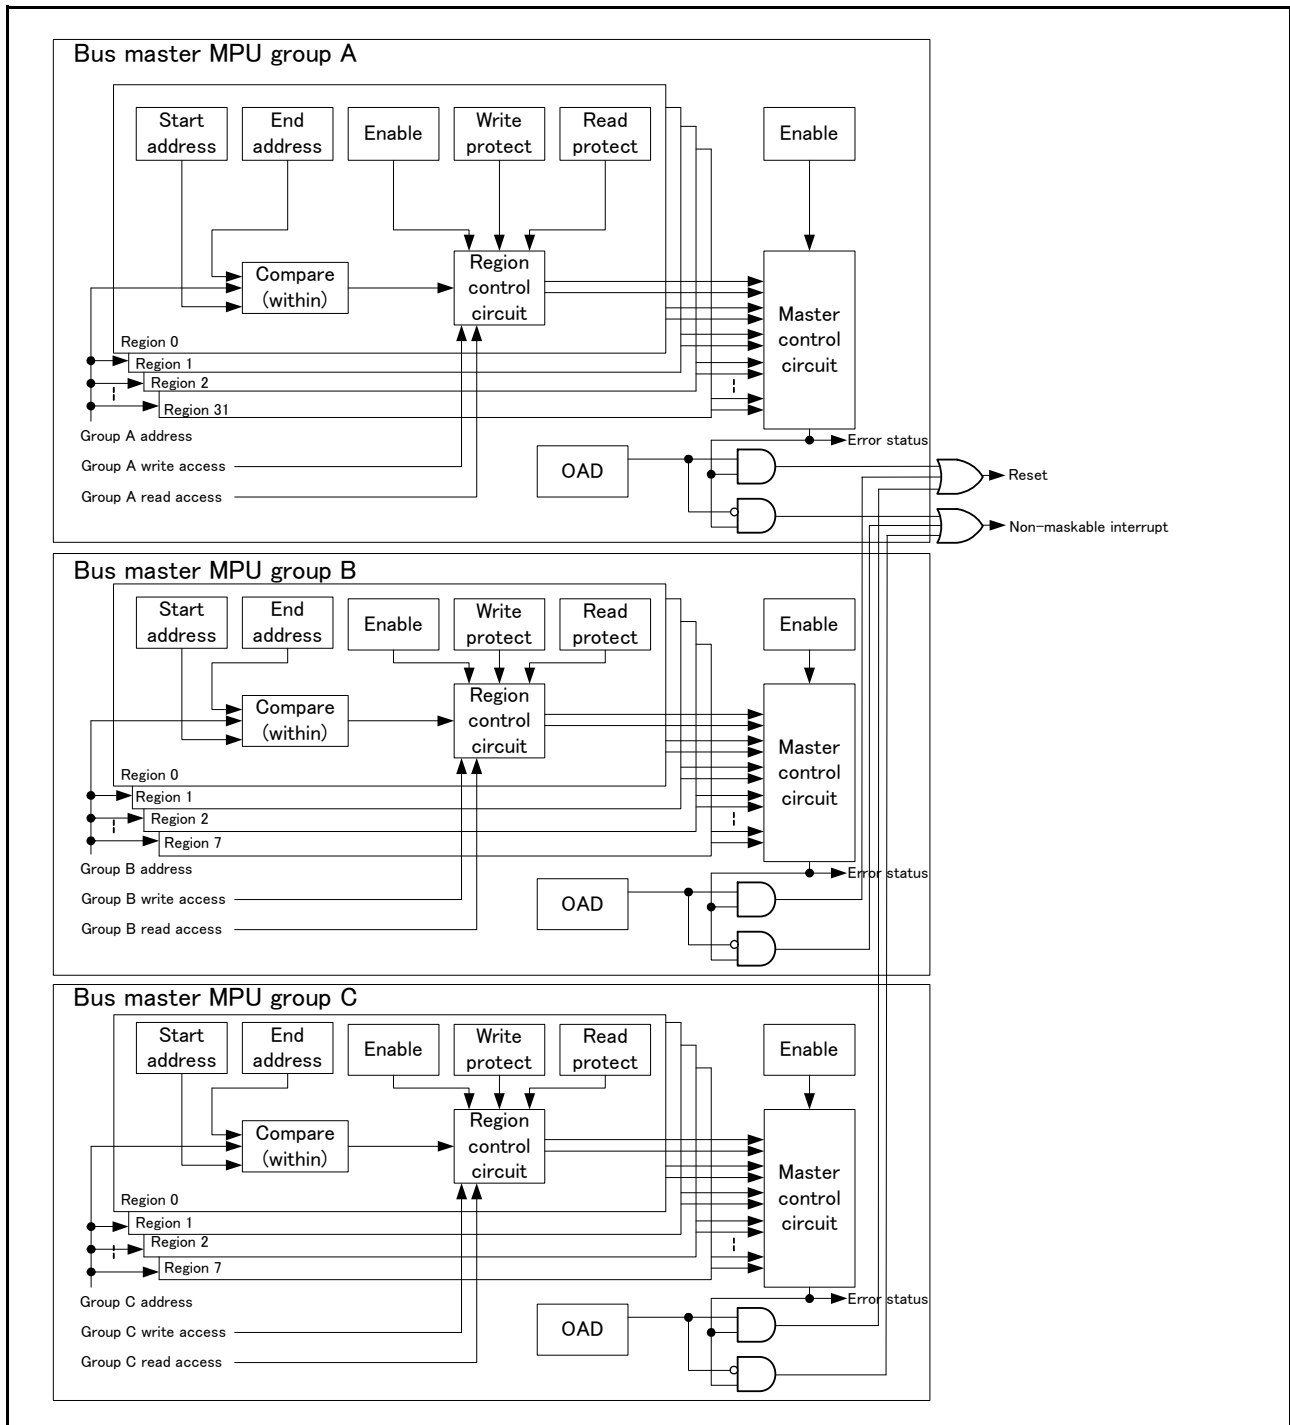 Bus master MPU group A
Start
address
End
address
Enable
Write
protect
Read
protect
Enable
Compare
(within)
Region
control
circuit
Master
control
circuit
Region 0
Region 1
Region 2
Region 31
Group A address
Group A write access
Group A read access
OAD
Error status
Reset
Non-maskable interrupt
Bus master MPU group B
Start
address
End
address
Enable
Write
protect
Read
protect
Enable
Compare
(within)
Region
control
circuit
Master
control
circuit
Region 0
Region 1
Region 2
Region 7
Group B address
Group B write access
Group B read access
OAD
Error status
Bus master MPU group C
Start
address
End
address
Enable
Write
protect
Read
protect
Enable
Compare
(within)
Region
control
circuit
Master
control
circuit
Region 0
Region 1
Region 2
Region 7
Group C address
Group C write access
Group C read access
OAD
Error status